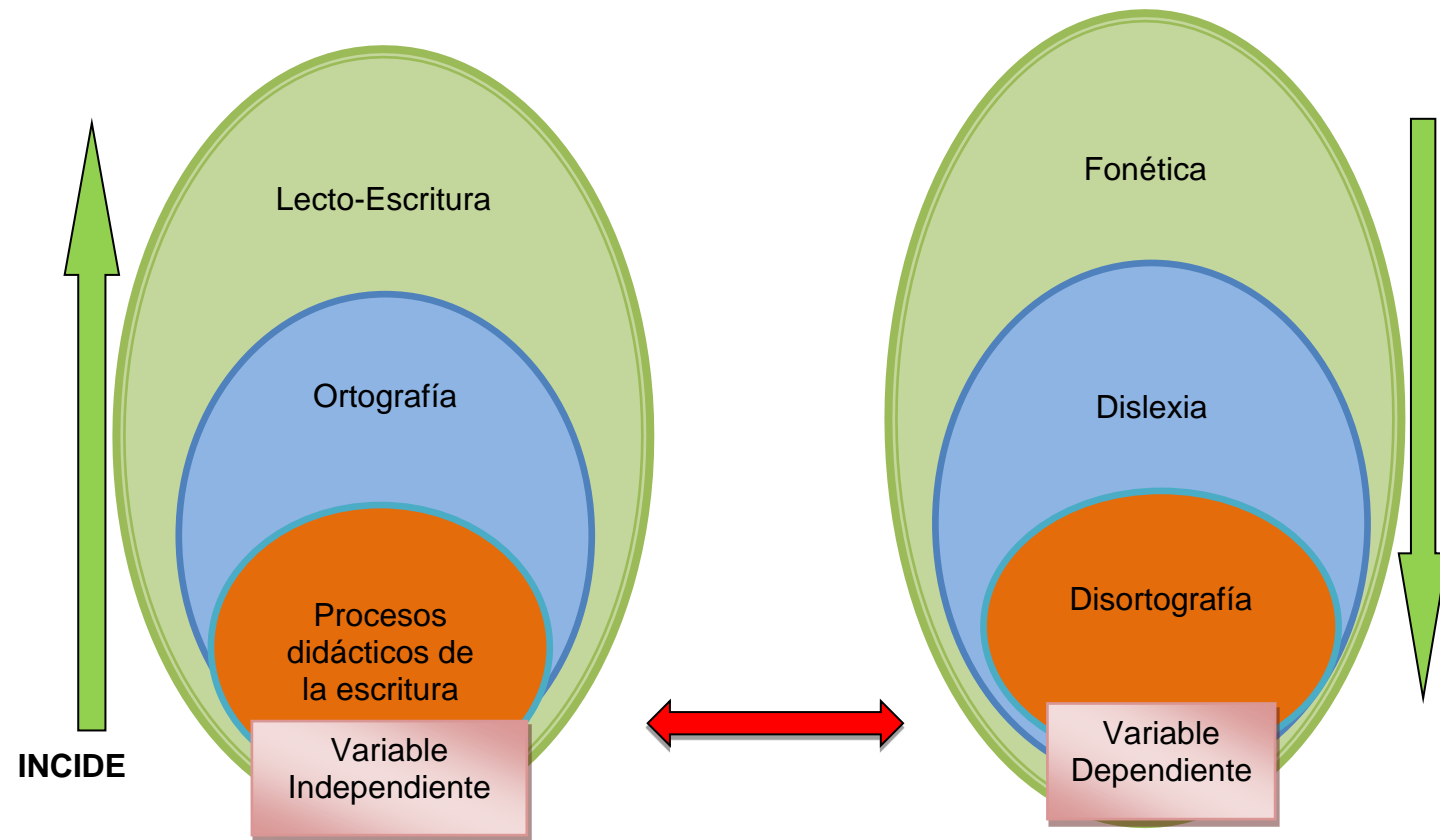 Lecto-Escritura
Ortografía
Procesos
didácticos de
la escritura
Variable
Independiente
INCIDE
Fonética
Dislexia
Disortografía
Variable
Dependiente